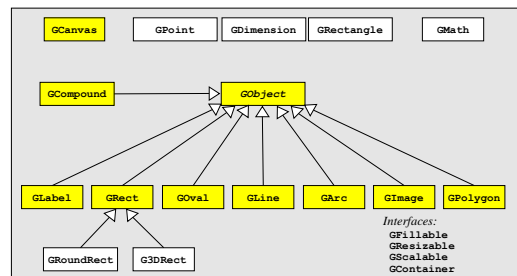 GCanvas GPoint GDimension GRectangle GMath
GCompound GObject
GLabel GRect GOval GLine GArc GImage GPolygon
GRoundRect G3DRect
Interfaces:
GFillable
GResizable
GScalable
GContainer